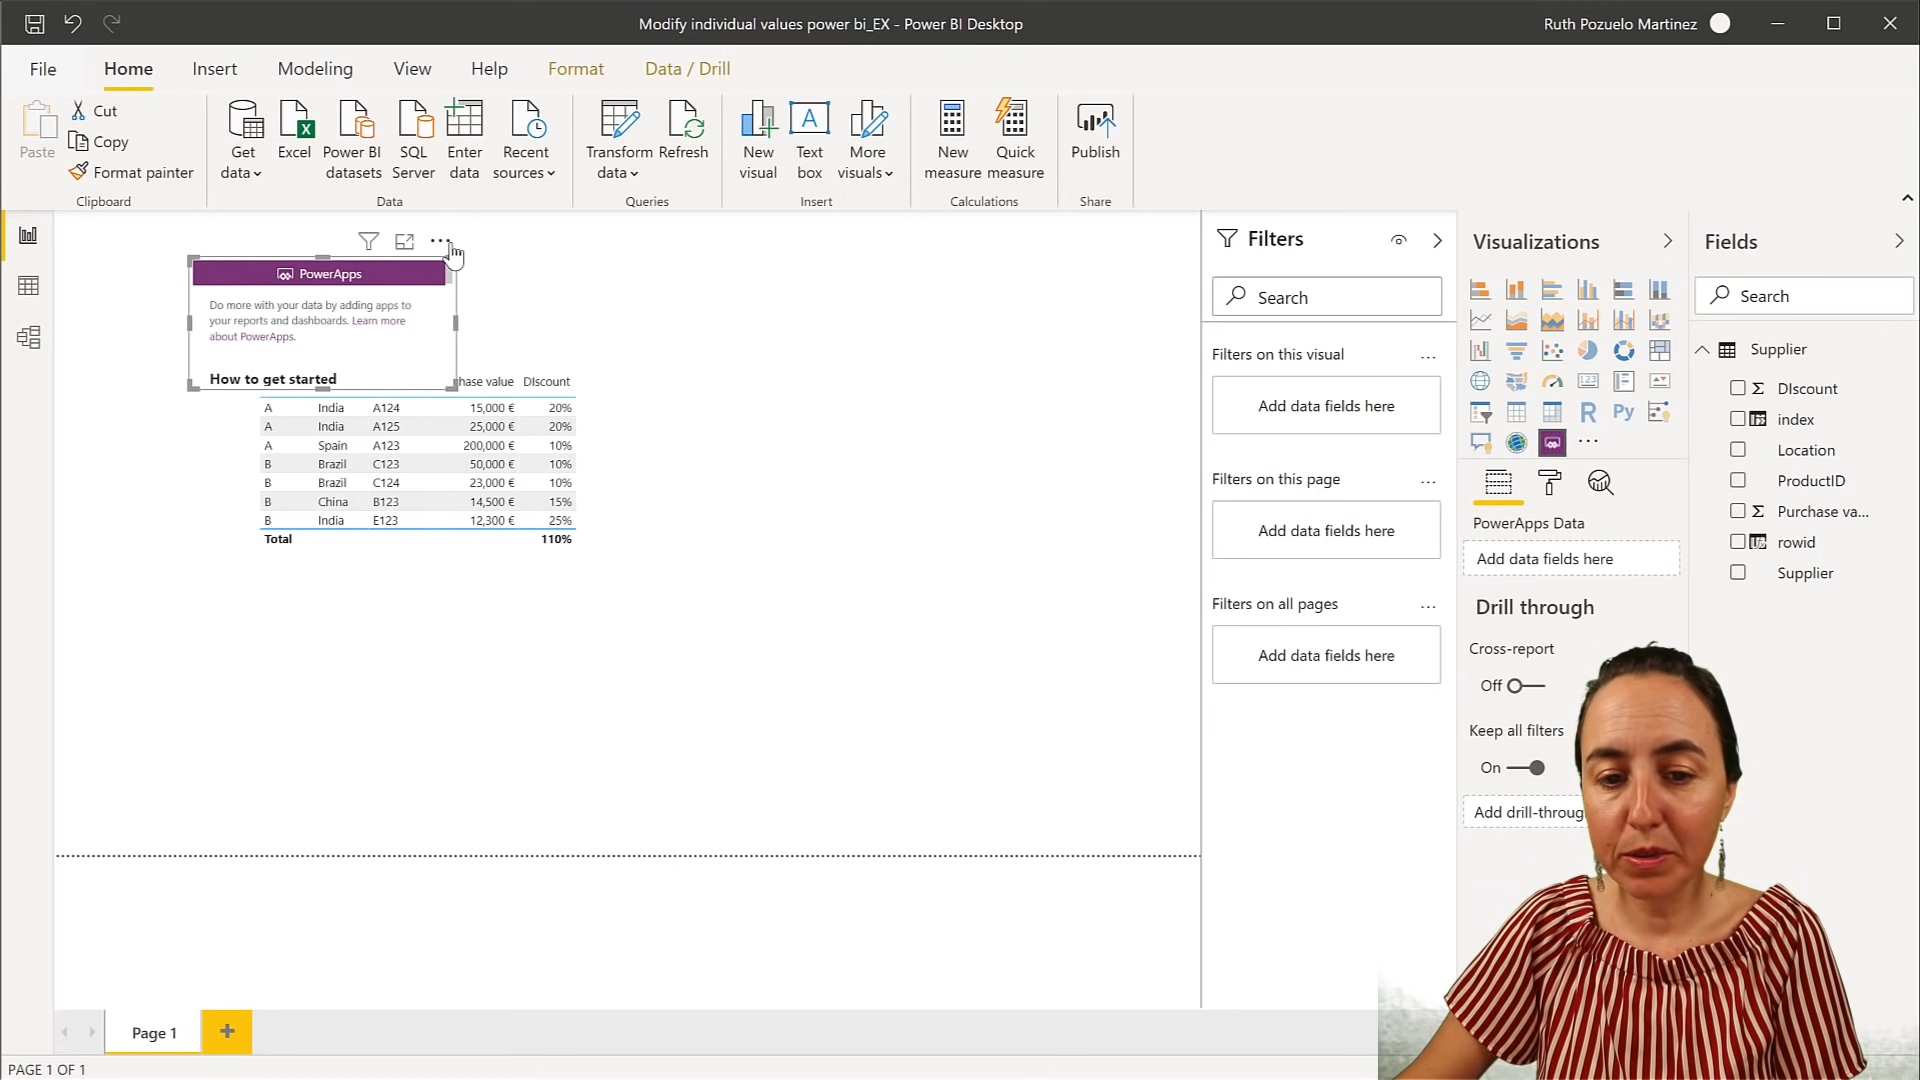 Modify individual values power bi_EX - Power BI Desktop
Ruth Pozuelo Martinez
File Home Insert Modeling View Help Format Data / Drill
Paste
Cut
Copy
Format painter
Clipboard
Get data
Excel
Power BI datasets
SQL Server
Enter data
Recent sources
Data
Transform data
Refresh
Queries
New visual
Text box
More visuals
Insert
New measure
Quick measure
Calculations
Publish
Share
PowerApps
Do more with your data by adding apps to
your reports and dashboards. Learn more
about PowerApps.
How to get started
hase value DIscount
A India A124 15,000 € 20%
A India A125 25,000 € 20%
A Spain A123 200,000 € 10%
B Brazil C123 50,000 € 10%
B Brazil C124 23,000 € 10%
B China B123 14,500 € 15%
B India E123 12,300 € 25%
Total 110%
Filters
Search
Filters on this visual ...
Add data fields here
Filters on this page ...
Add data fields here
Filters on all pages ...
Add data fields here
Visualizations
R Py
PowerApps Data
Add data fields here
Drill through
Cross-report
Off
Keep all filters
On
Add drill-throug
Fields
Search
Supplier
DIscount
index
Location
ProductID
Purchase va...
rowid
Supplier
Page 1
PAGE 1 OF 1